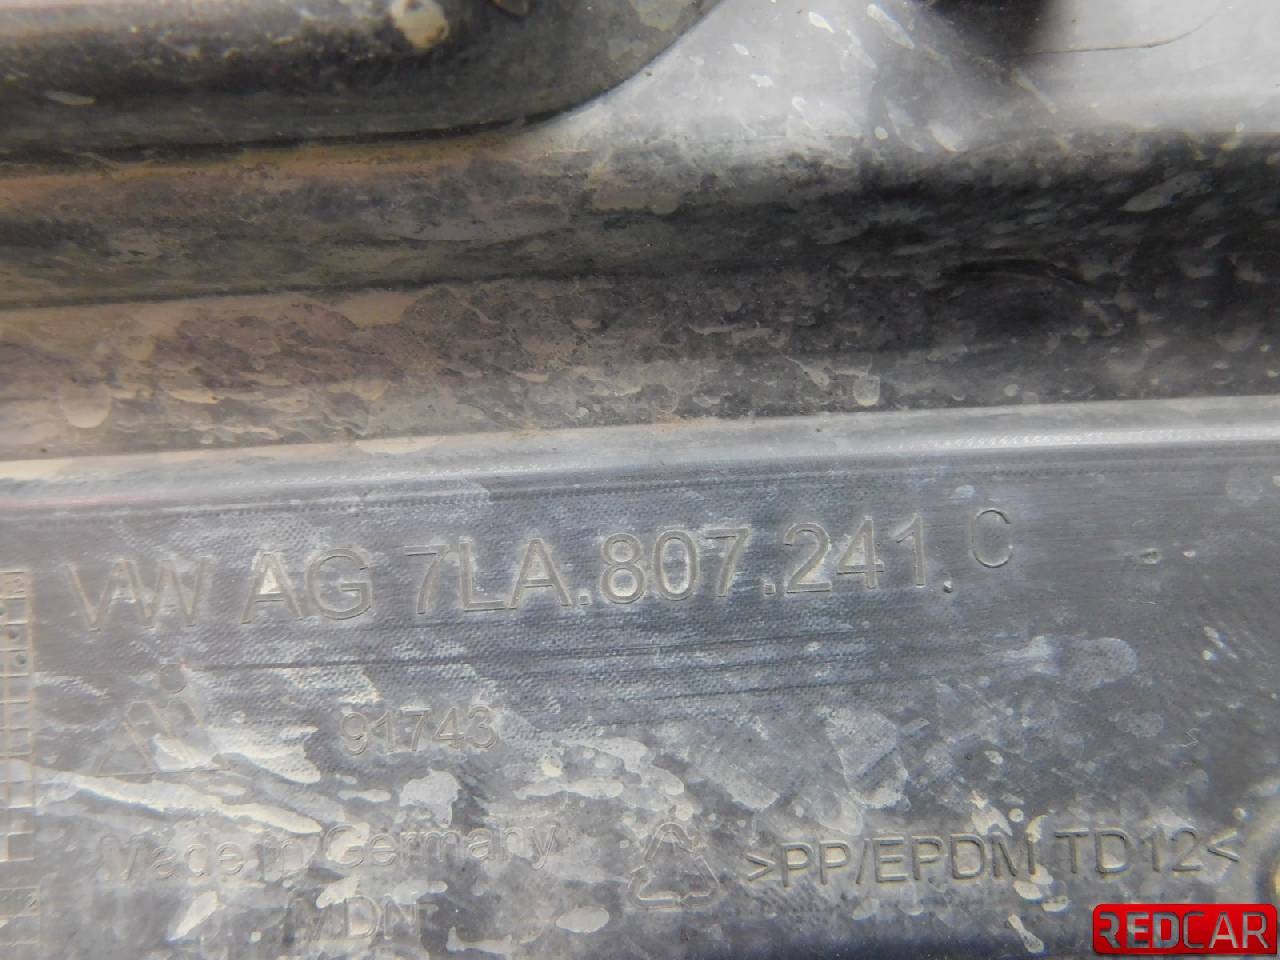 VW AG 7LA.807.241. C
91743
Made in Germany
>PP/EPDM TD12<
MDN
REDCAR